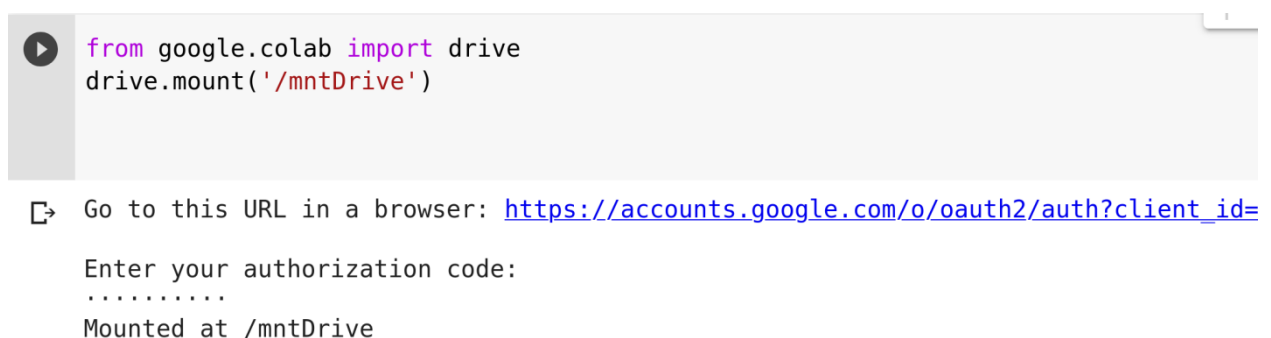 from google.colab import drive
drive.mount('/mntDrive')
Go to this URL in a browser: https://accounts.google.com/o/oauth2/auth?client_id=
Enter your authorization code:
··········
Mounted at /mntDrive